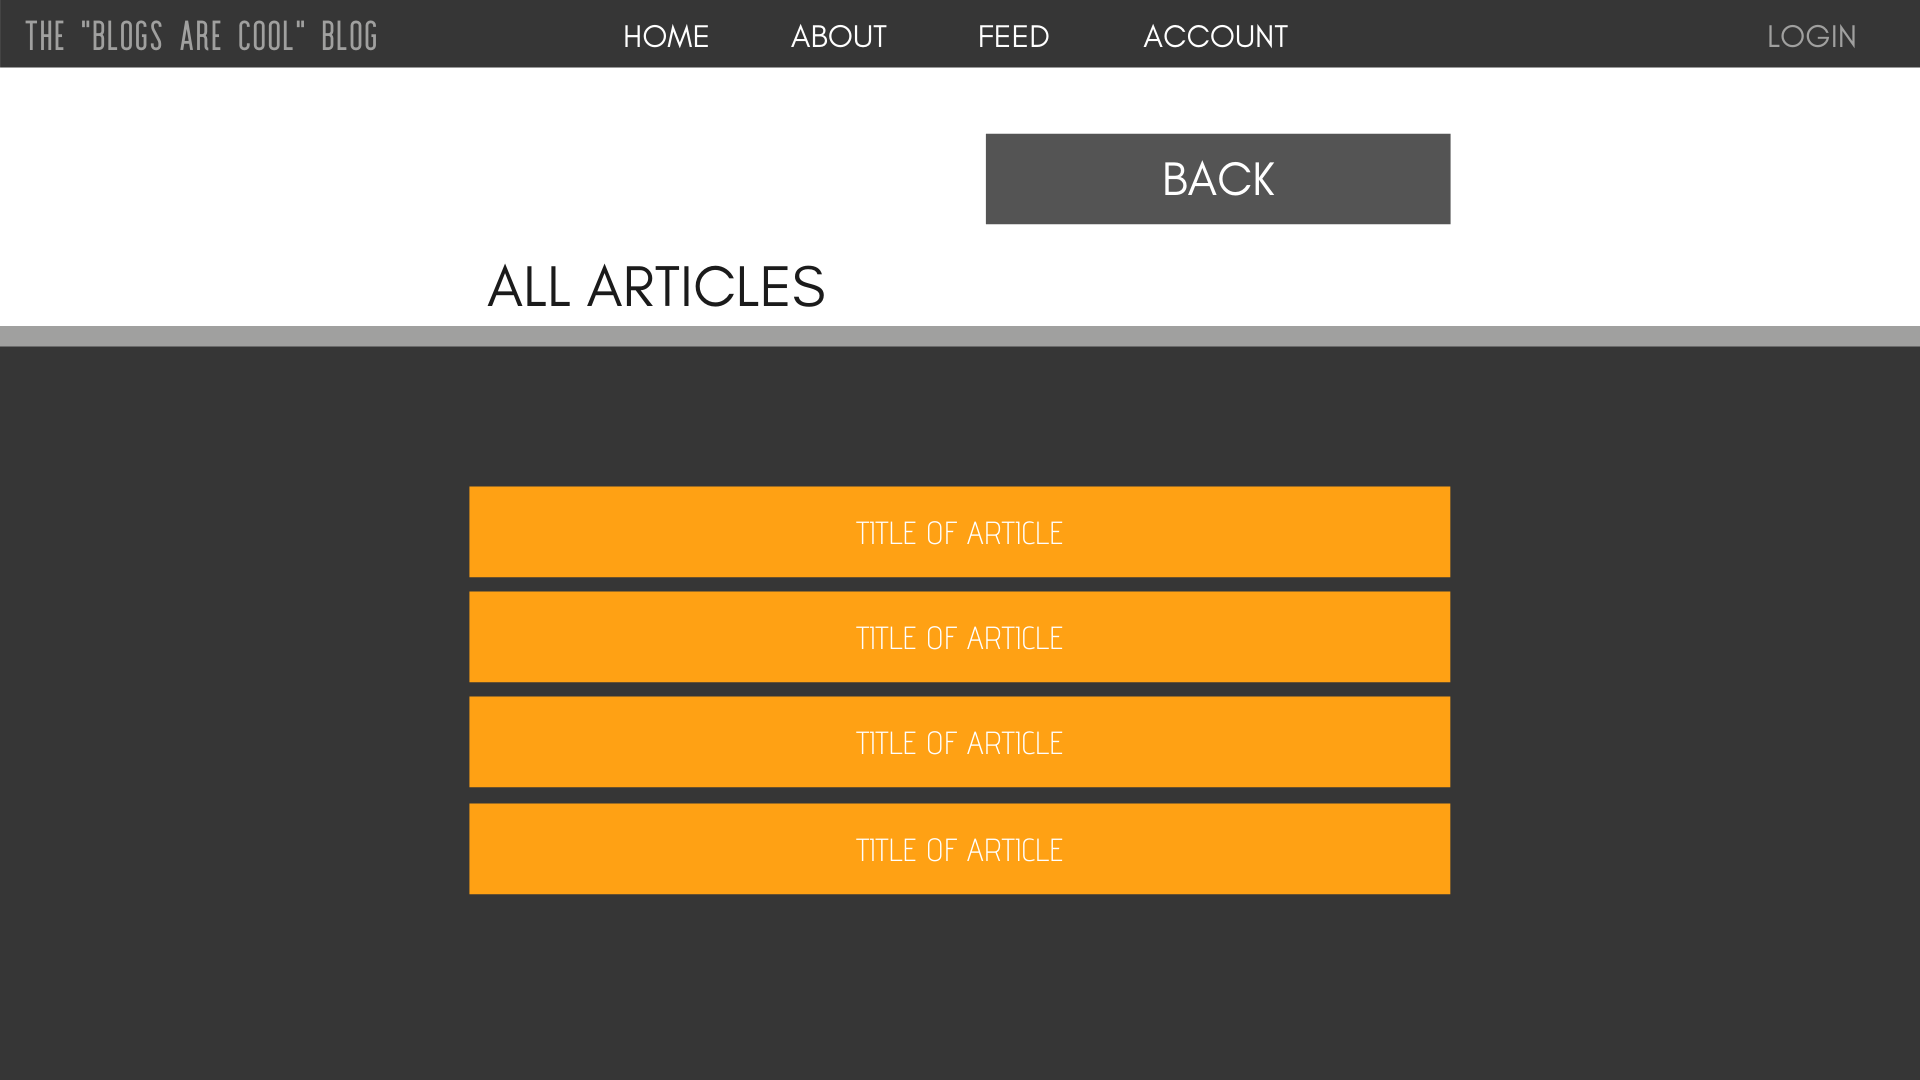 THE "BLOGS ARE COOL" BLOG
HOME
ABOUT
FEED
ACCOUNT
LOGIN
BACK
ALL ARTICLES
TITLE OF ARTICLE
TITLE OF ARTICLE
TITLE OF ARTICLE
TITLE OF ARTICLE